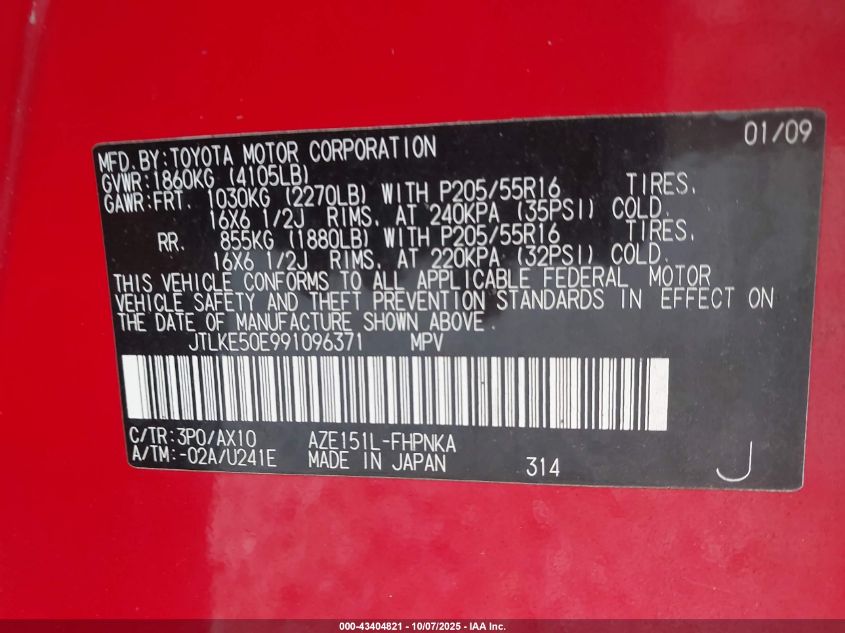 01/09
MFD. BY: TOYOTA MOTOR CORPORATION
GVWR: 1860KG (4105LB)
GAWR: FRT. 1030KG (2270LB) WITH P205/55R16 TIRES,
16X6 1/2J RIMS, AT 240KPA (35PSI) COLD.
RR. 855KG (1880LB) WITH P205/55R16 TIRES,
16X6 1/2J RIMS, AT 220KPA (32PSI) COLD.
THIS VEHICLE CONFORMS TO ALL APPLICABLE FEDERAL MOTOR
VEHICLE SAFETY AND THEFT PREVENTION STANDARDS IN EFFECT ON
THE DATE OF MANUFACTURE SHOWN ABOVE.
JTLKE50E991096371 MPV
C/TR: 3P0/AX10 AZE151L-FHPNKA
A/TM: -02A/U241E MADE IN JAPAN 314 J
000-43404821 - 10/07/2025 - IAA Inc.